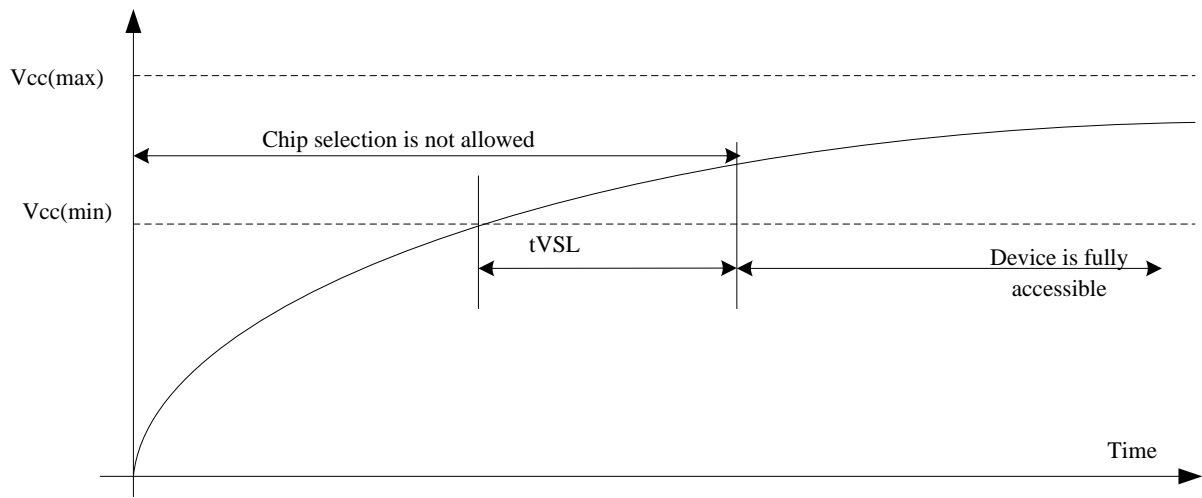 Vcc(max)
Chip selection is not allowed
Vcc(min)
tVSL
Device is fully
accessible
Time